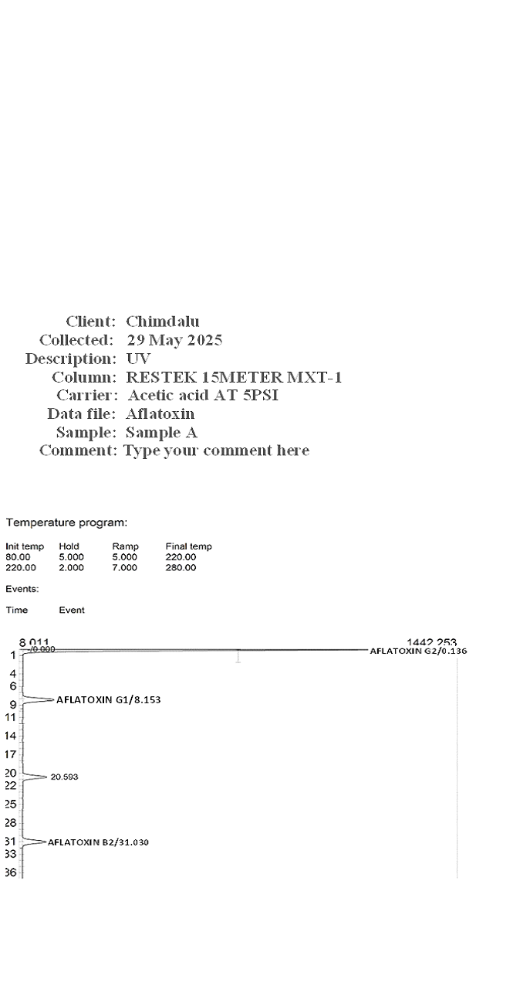 Client: Chimdalu
Collected: 29 May 2025
Description: UV
Column: RESTEK 15METER MXT-1
Carrier: Acetic acid AT 5PSI
Data file: Aflatoxin
Sample: Sample A
Comment: Type your comment here
Temperature program:
Init temp Hold Ramp Final temp
80.00 5.000 5.000 220.00
220.00 2.000 7.000 280.00
Events:
Time Event
8.011 1442.253
/0.000 AFLATOXIN G2/0.136
1
4
6
AFLATOXIN G1/8.153
9
11
14
17
20
20.593
22
25
28
31 AFLATOXIN B2/31.030
33
36